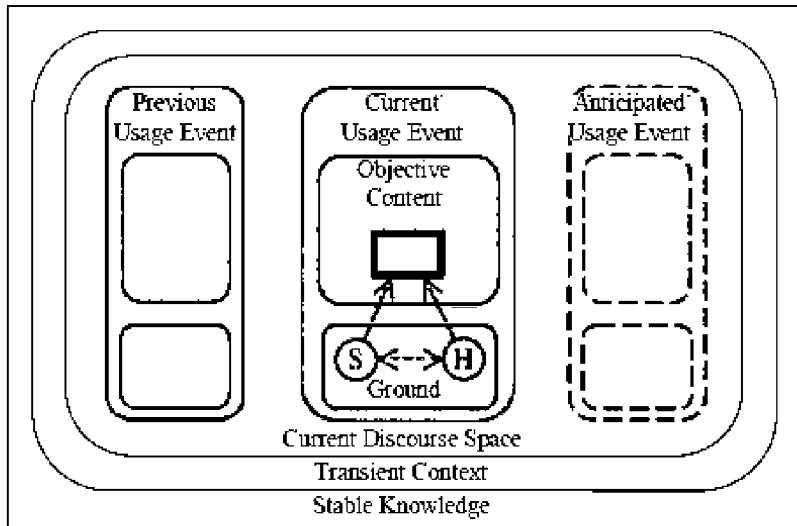 Previous
Usage Event
Current
Usage Event
Anticipated
Usage Event
Objective
Content
S
H
Ground
Current Discourse Space
Transient Context
Stable Knowledge